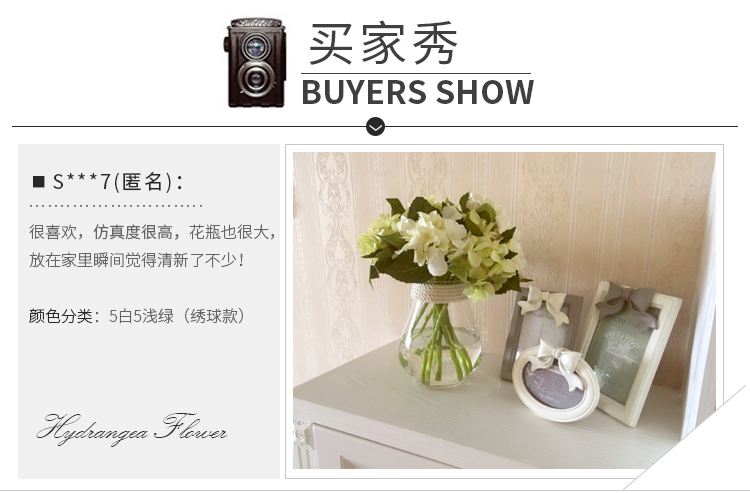 Lubitel
买家秀
BUYERS SHOW
■ S***7(匿名)：
很喜欢，仿真度很高，花瓶也很大，
放在家里瞬间觉得清新了不少！
颜色分类：5白5浅绿（绣球款）
Hydrangea Flower